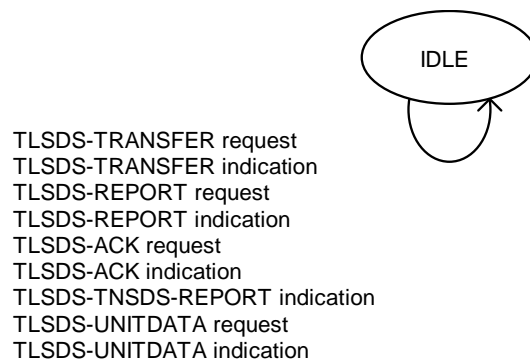 IDLE
TLSDS-TRANSFER request
TLSDS-TRANSFER indication
TLSDS-REPORT request
TLSDS-REPORT indication
TLSDS-ACK request
TLSDS-ACK indication
TLSDS-TNSDS-REPORT indication
TLSDS-UNITDATA request
TLSDS-UNITDATA indication